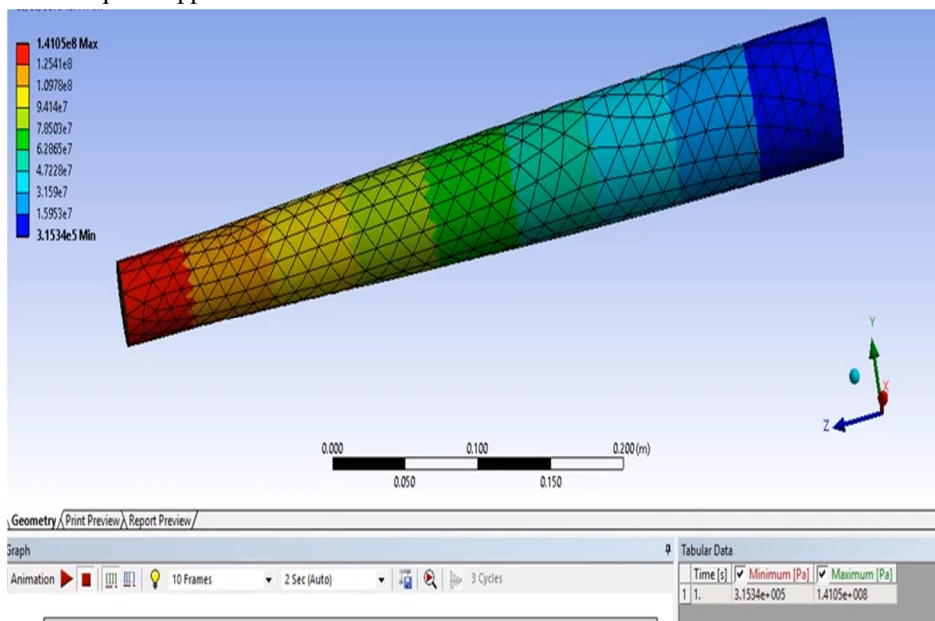 1.4105e8 Max
1.2541e8
1.0978e8
9.414e7
7.8503e7
6.2865e7
4.7228e7
3.159e7
1.5953e7
3.1534e5 Min
Y
X
Z
0.000 0.100 0.200 (m)
0.050 0.150
Geometry Print Preview Report Preview
Graph Tabular Data
Animation 10 Frames 2 Sec (Auto) 3 Cycles
Time [s] Minimum [Pa] Maximum [Pa]
1 1. 3.1534e+005 1.4105e+008